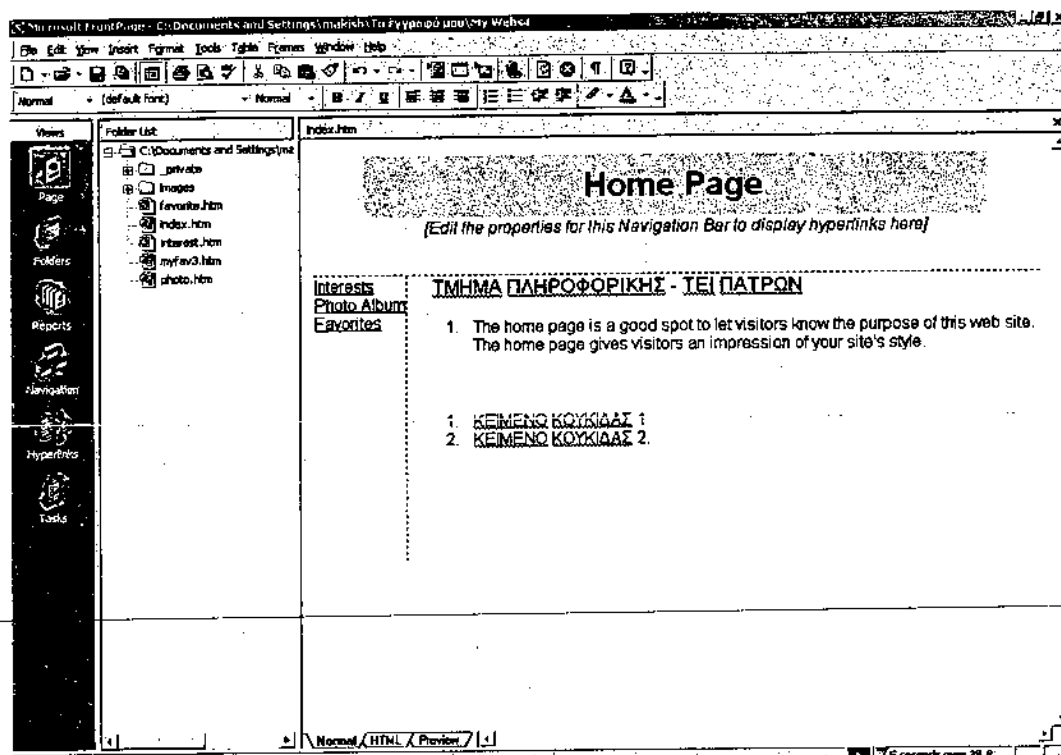 Microsoft FrontPage - C:\Documents and Settings\makish\Τα έγγραφά μου\My Webs4
File Edit View Insert Format Tools Table Frames Window Help
Normal (default font) Normal B I U
Views Folder List index.htm
C:\Documents and Settings\ma
_private
images
favorite.htm
index.htm
interest.htm
myfav3.htm
photo.htm
Page
Folders
Reports
Navigation
Hyperlinks
Tasks
Home Page
[Edit the properties for this Navigation Bar to display hyperlinks here]
Interests
Photo Album
Favorites
ΤΜΗΜΑ ΠΛΗΡΟΦΟΡΙΚΗΣ - ΤΕΙ ΠΑΤΡΩΝ
1. The home page is a good spot to let visitors know the purpose of this web site.
The home page gives visitors an impression of your site's style.
1. ΚΕΙΜΕΝΟ ΚΟΥΚΙΔΑΣ 1
2. ΚΕΙΜΕΝΟ ΚΟΥΚΙΔΑΣ 2.
Normal HTML Preview
seconds over 28.8